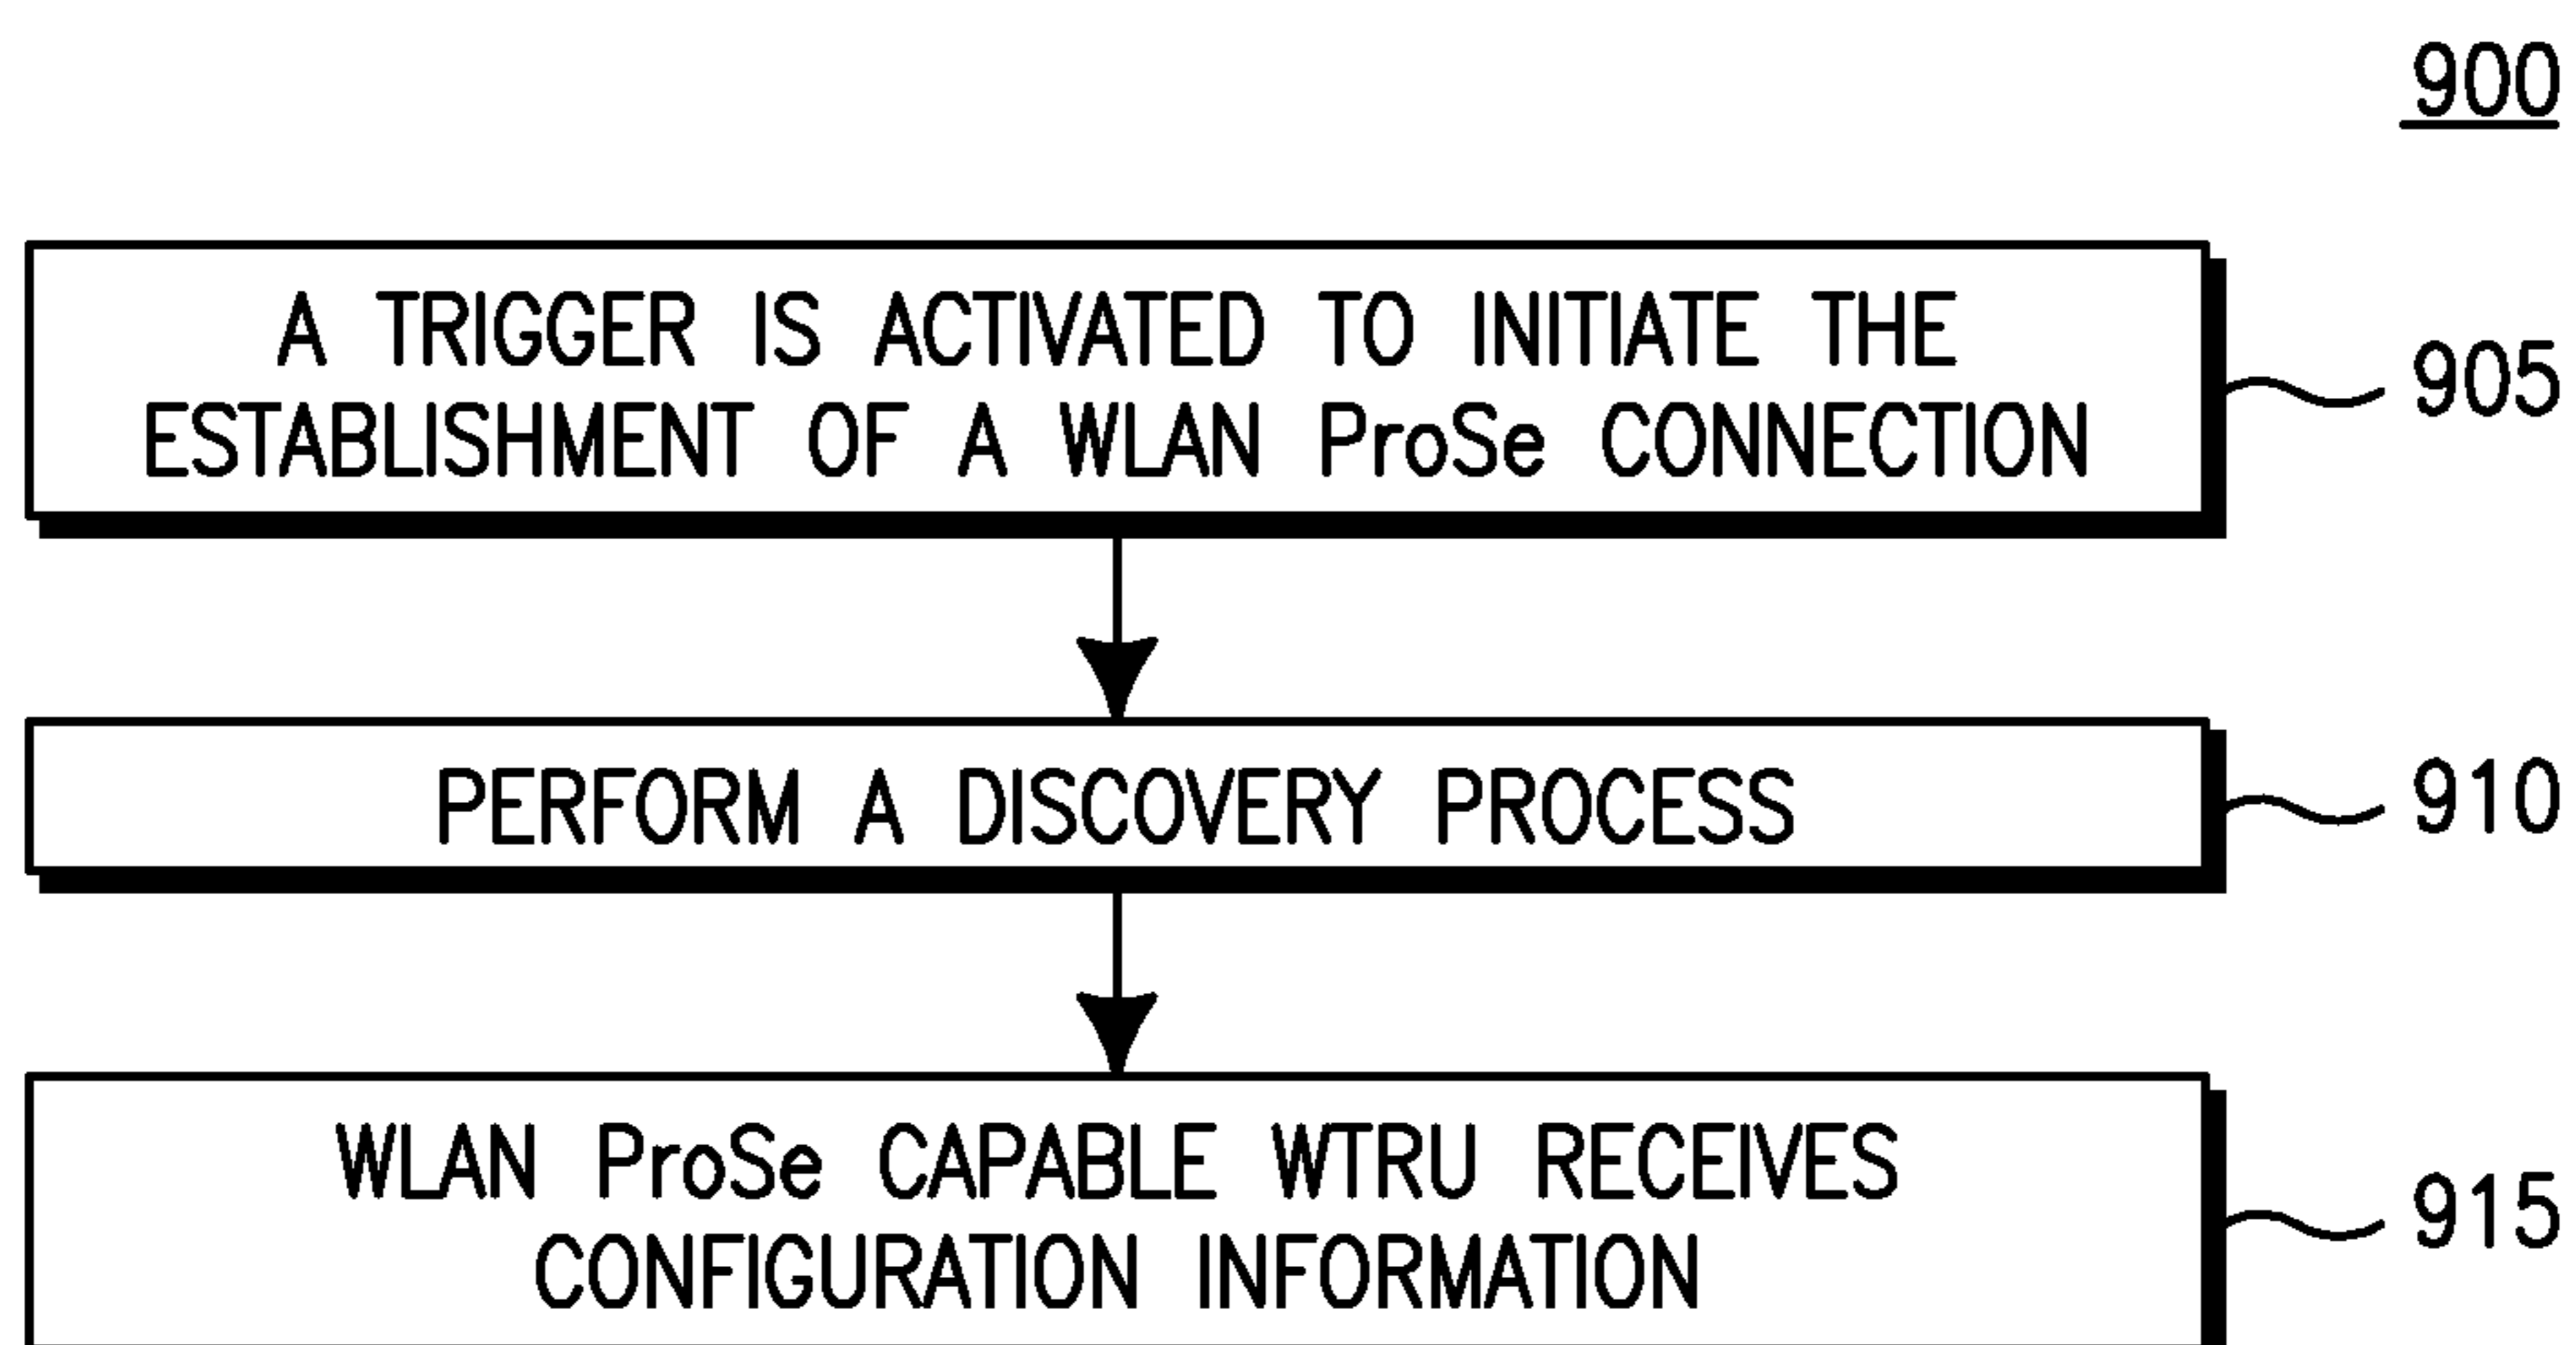 900
A TRIGGER IS ACTIVATED TO INITIATE THE
ESTABLISHMENT OF A WLAN ProSe CONNECTION
905
PERFORM A DISCOVERY PROCESS
910
WLAN ProSe CAPABLE WTRU RECEIVES
CONFIGURATION INFORMATION
915